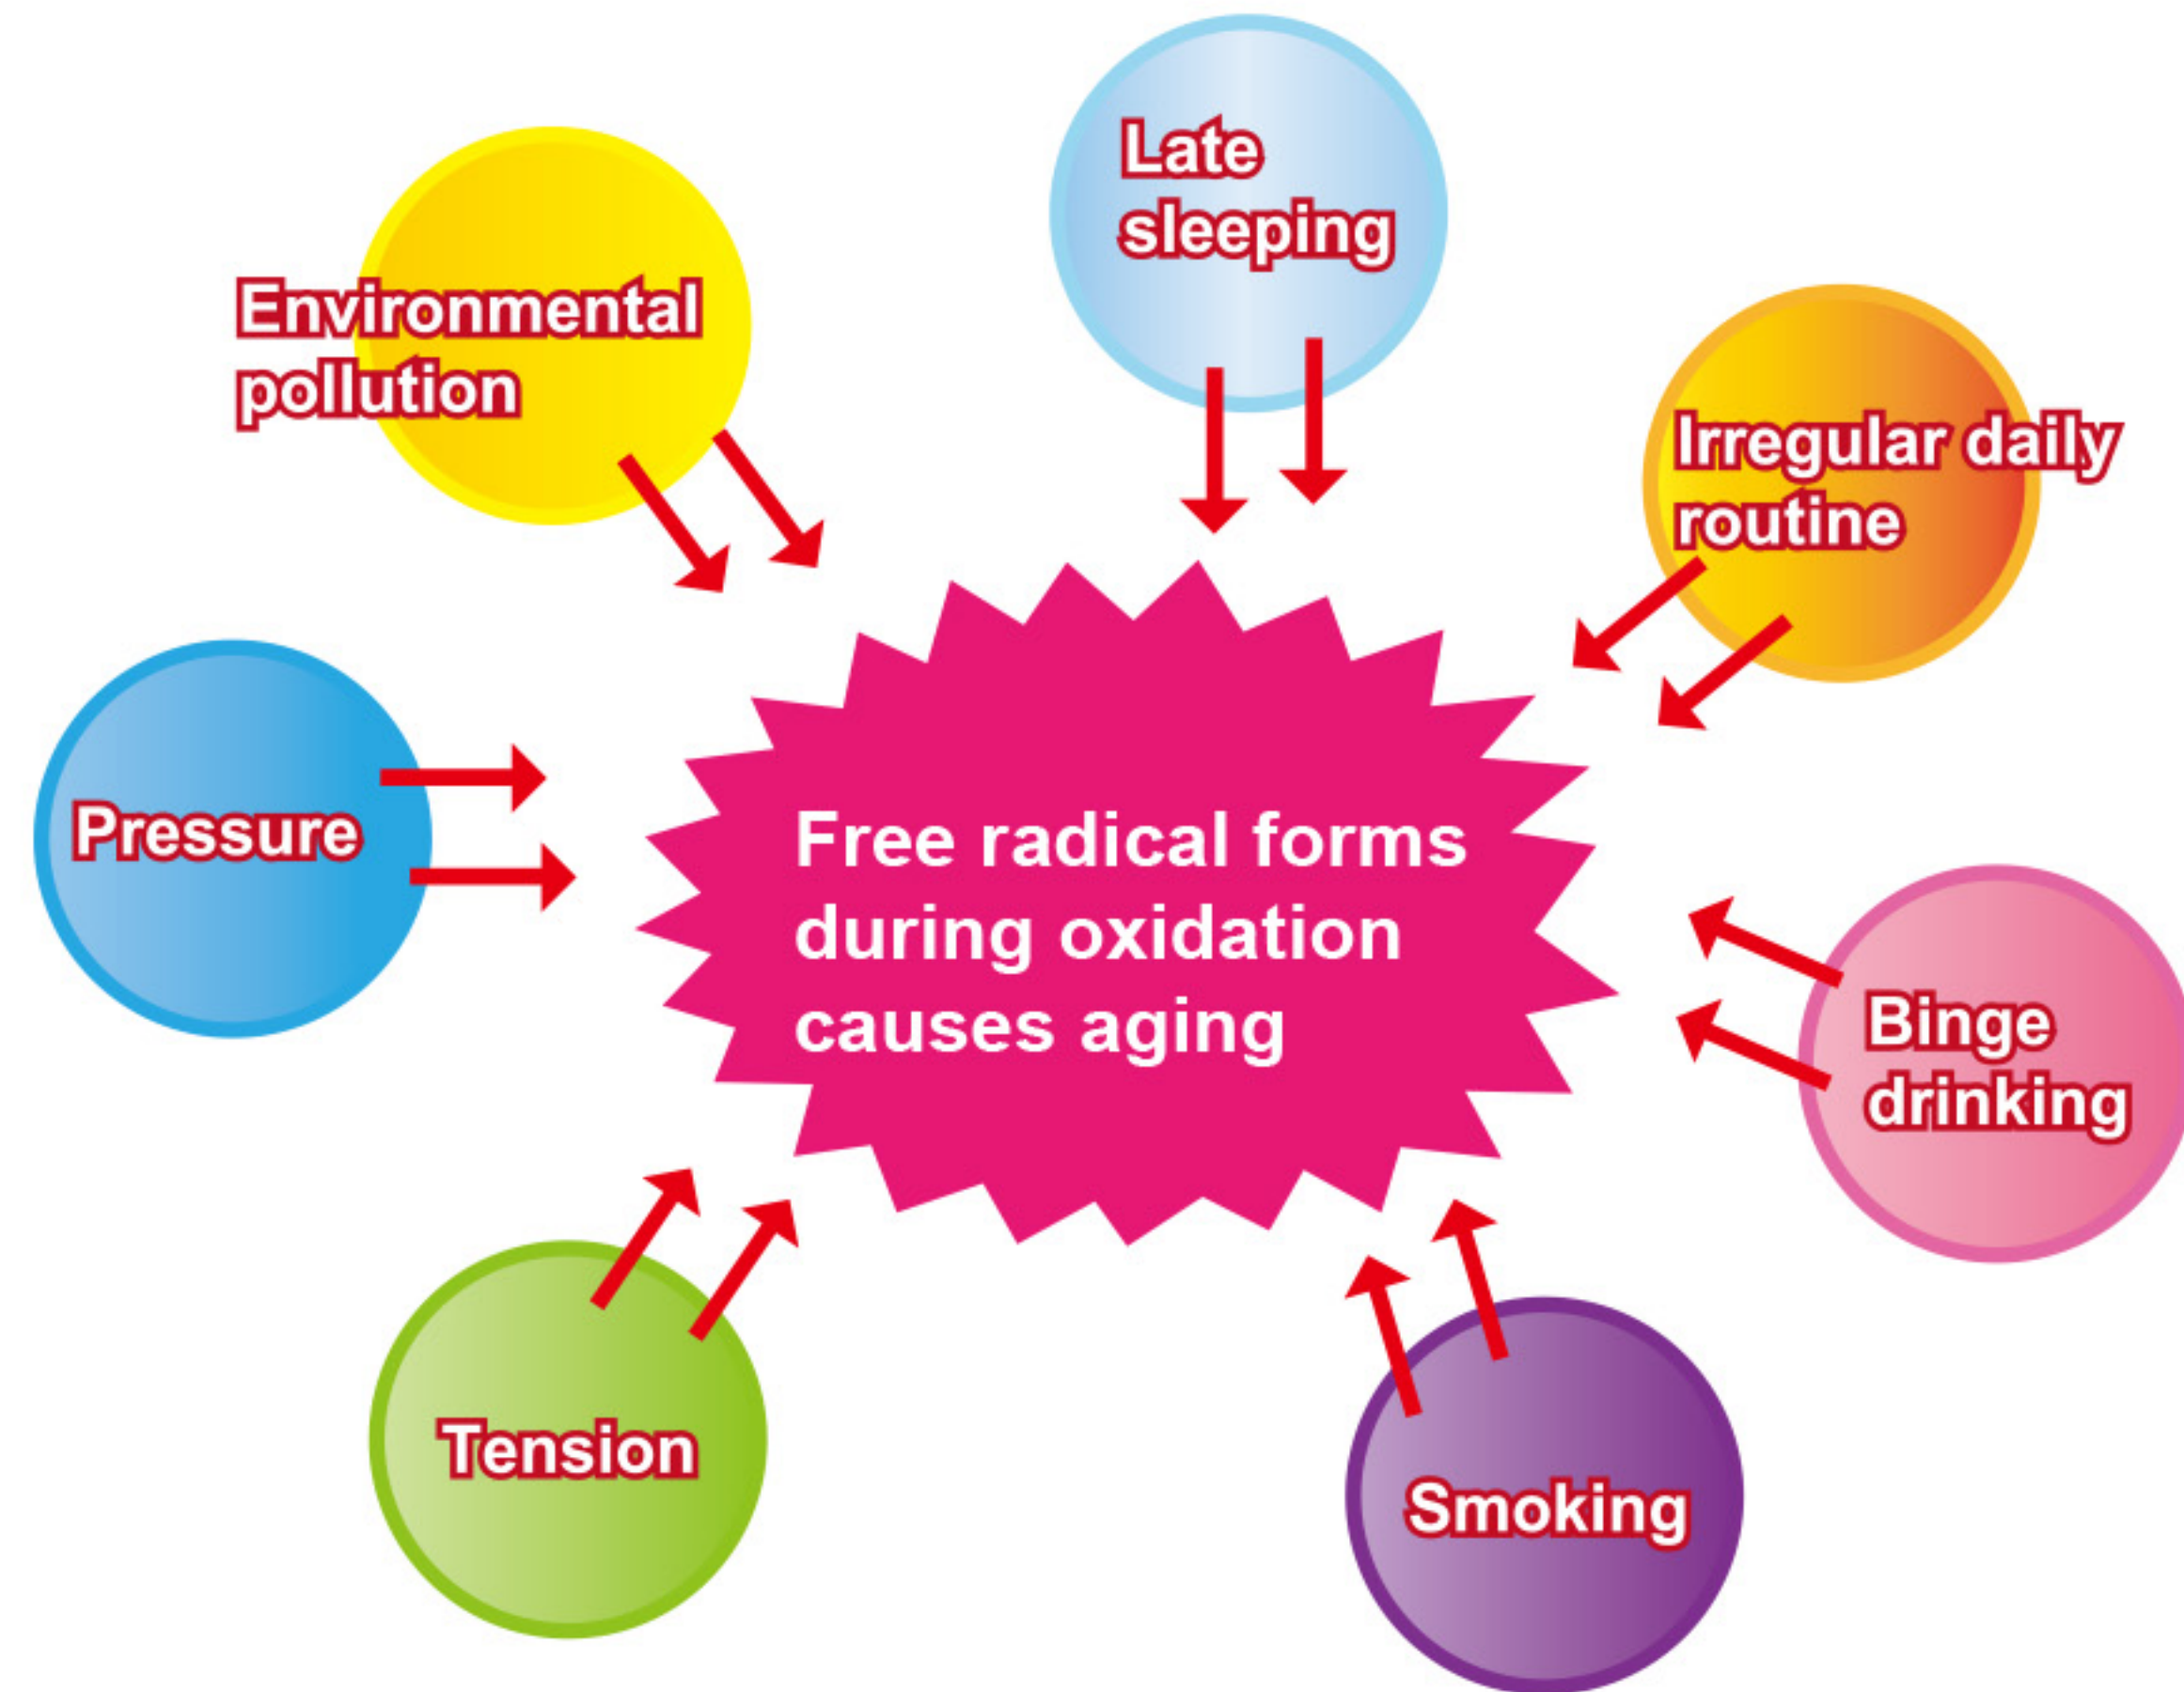 Late
sleeping
Environmental
pollution
Irregular daily
routine
Pressure
Free radical forms
during oxidation
causes aging
Binge
drinking
Tension
Smoking